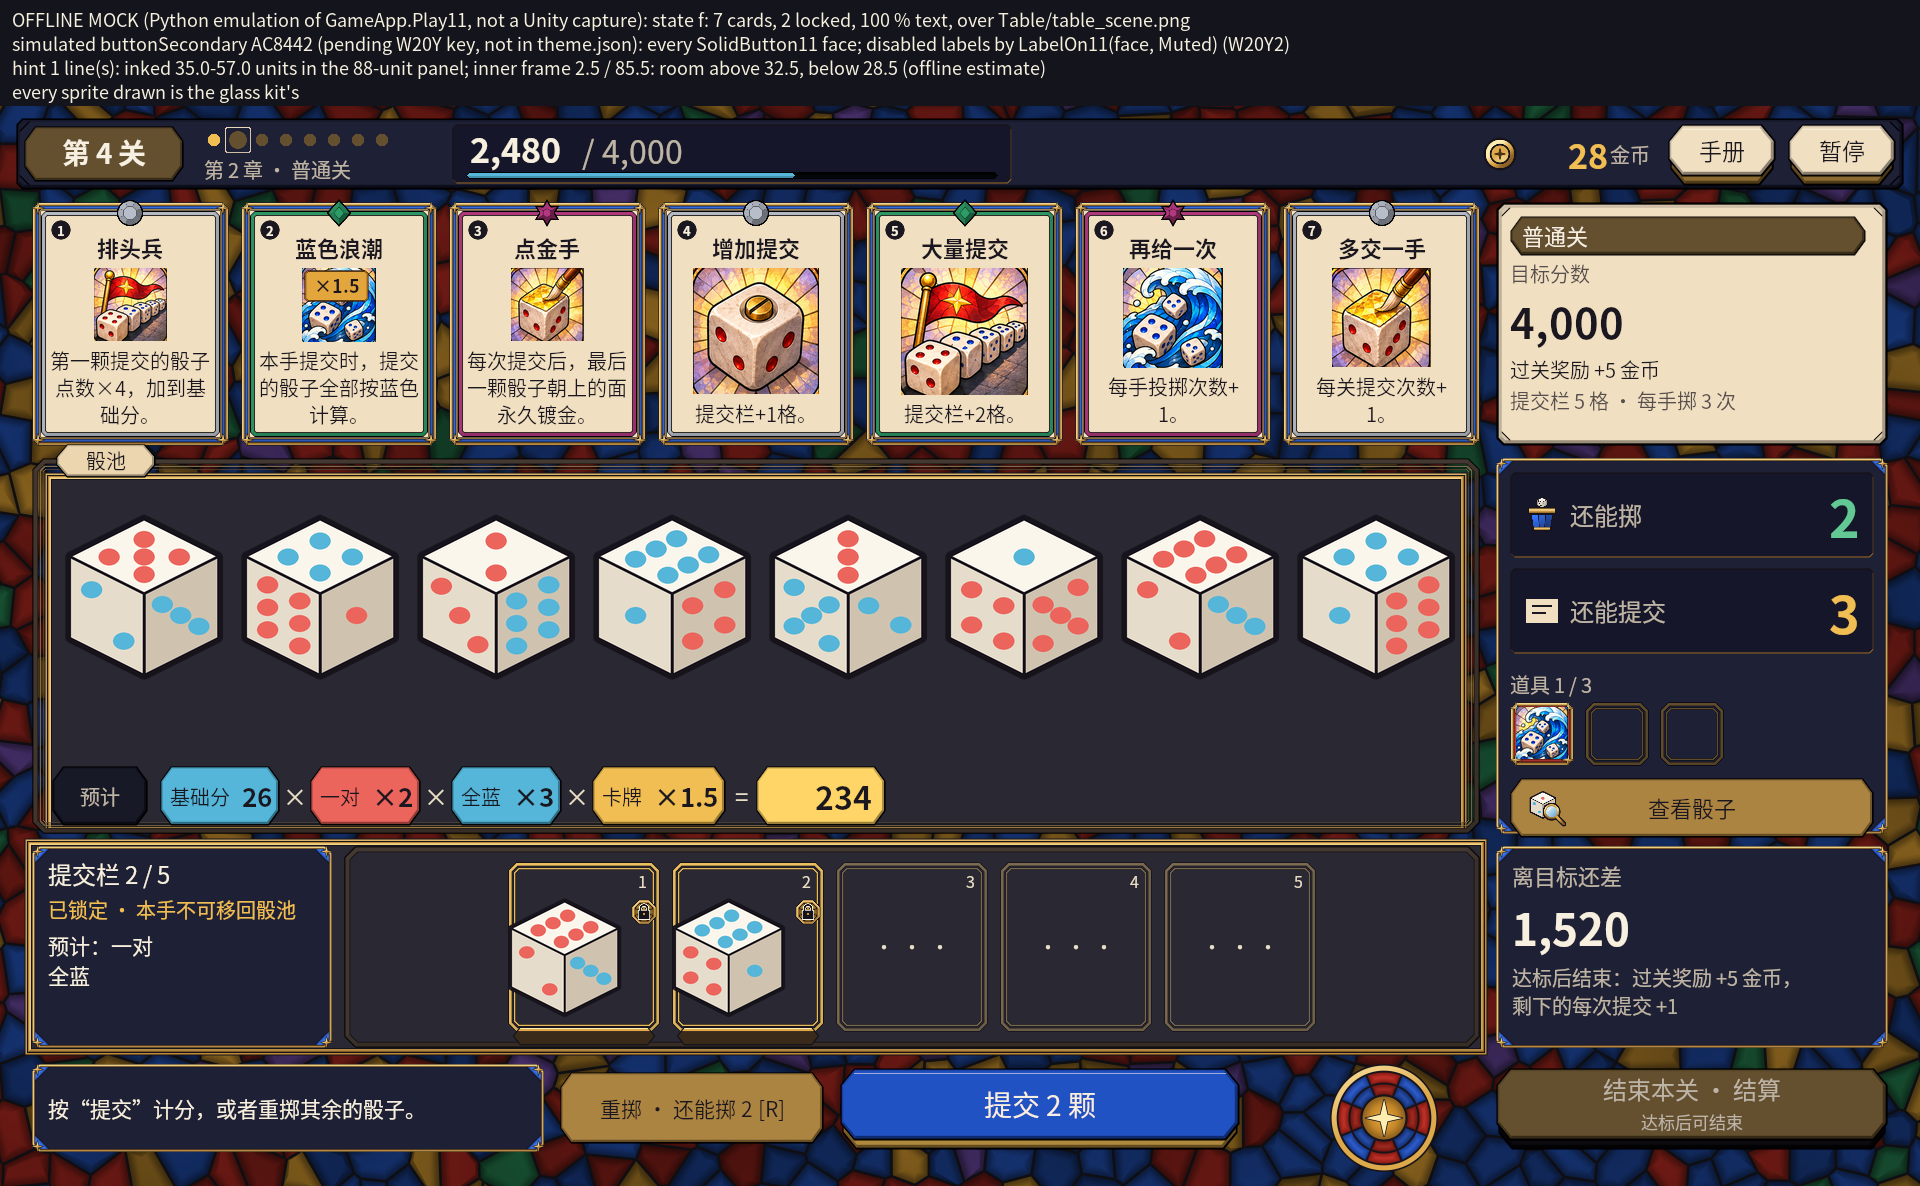 OFFLINE MOCK (Python emulation of GameApp.Play11, not a Unity capture): state f: 7 cards, 2 locked, 100 % text, over Table/table_scene.png
simulated buttonSecondary AC8442 (pending W20Y key, not in theme.json): every SolidButton11 face; disabled labels by LabelOn11(face, Muted) (W20Y2)
hint 1 line(s): inked 35.0-57.0 units in the 88-unit panel; inner frame 2.5 / 85.5: room above 32.5, below 28.5 (offline estimate)
every sprite drawn is the glass kit's
第 4 关
第 2 章 · 普通关
2,480 / 4,000
28 金币
手册
暂停
1
排头兵
第一颗提交的骰子
点数×4，加到基
础分。
2
蓝色浪潮
×1.5
本手提交时，提交
的骰子全部按蓝色
计算。
3
点金手
每次提交后，最后
一颗骰子朝上的面
永久镀金。
4
增加提交
提交栏+1格。
5
大量提交
提交栏+2格。
6
再给一次
每手投掷次数+
1。
7
多交一手
每关提交次数+
1。
普通关
目标分数
4,000
过关奖励 +5 金币
提交栏 5 格 · 每手掷 3 次
骰池
还能掷 2
还能提交 3
道具 1 / 3
查看骰子
预计 基础分 26 × 一对 ×2 × 全蓝 ×3 × 卡牌 ×1.5 = 234
提交栏 2 / 5
已锁定 · 本手不可移回骰池
预计：一对
全蓝
1
2
3
4
5
. . .
. . .
. . .
离目标还差
1,520
达标后结束：过关奖励 +5 金币，
剩下的每次提交 +1
按“提交”计分，或者重掷其余的骰子。
重掷 · 还能掷 2 [R]
提交 2 颗
结束本关 · 结算
达标后可结束